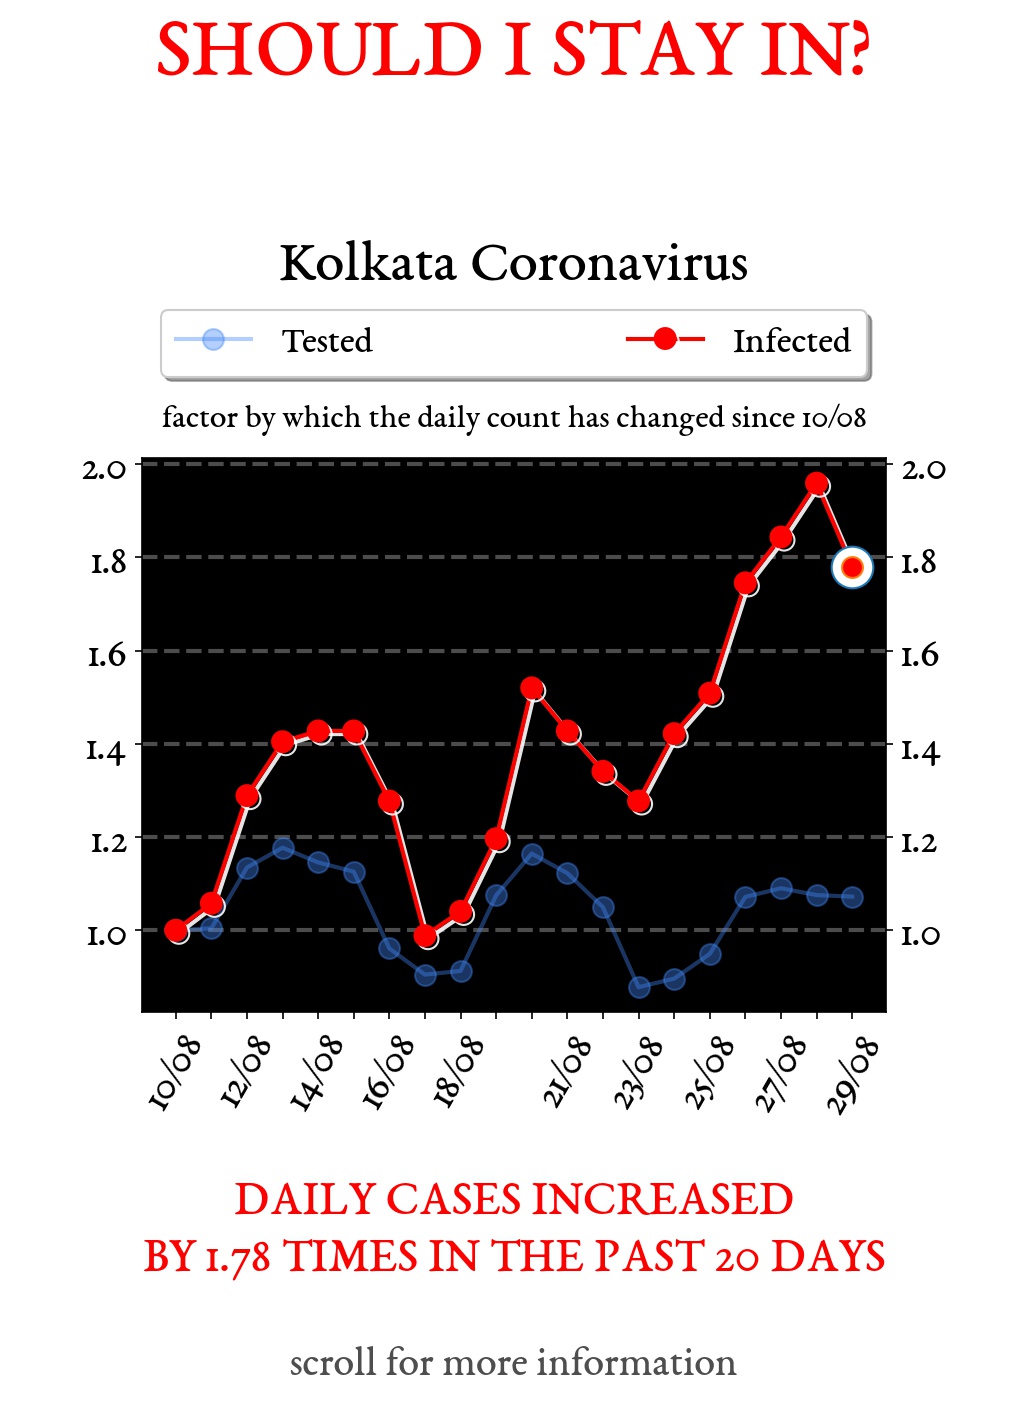 SHOULD I STAY IN?
Kolkata Coronavirus
Tested Infected
factor by which the daily count has changed since 10/08
2.0 2.0
1.8 1.8
1.6 1.6
1.4 1.4
1.2 1.2
1.0 1.0
10/08 12/08 14/08 16/08 18/08 21/08 23/08 25/08 27/08 29/08
DAILY CASES INCREASED
BY 1.78 TIMES IN THE PAST 20 DAYS
scroll for more information